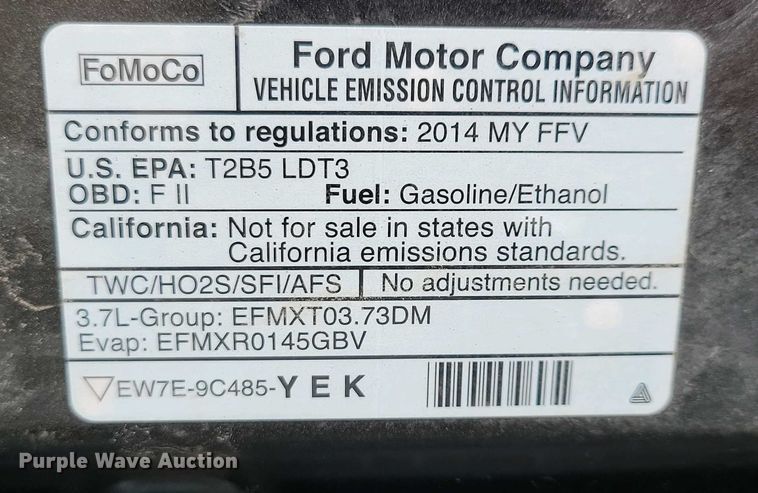 FoMoCo
Ford Motor Company
VEHICLE EMISSION CONTROL INFORMATION
Conforms to regulations: 2014 MY FFV
U.S. EPA: T2B5 LDT3
OBD: F II Fuel: Gasoline/Ethanol
California: Not for sale in states with
California emissions standards.
TWC/HO2S/SFI/AFS No adjustments needed.
3.7L-Group: EFMXT03.73DM
Evap: EFMXR0145GBV
EW7E-9C485-Y E K
Purple Wave Auction